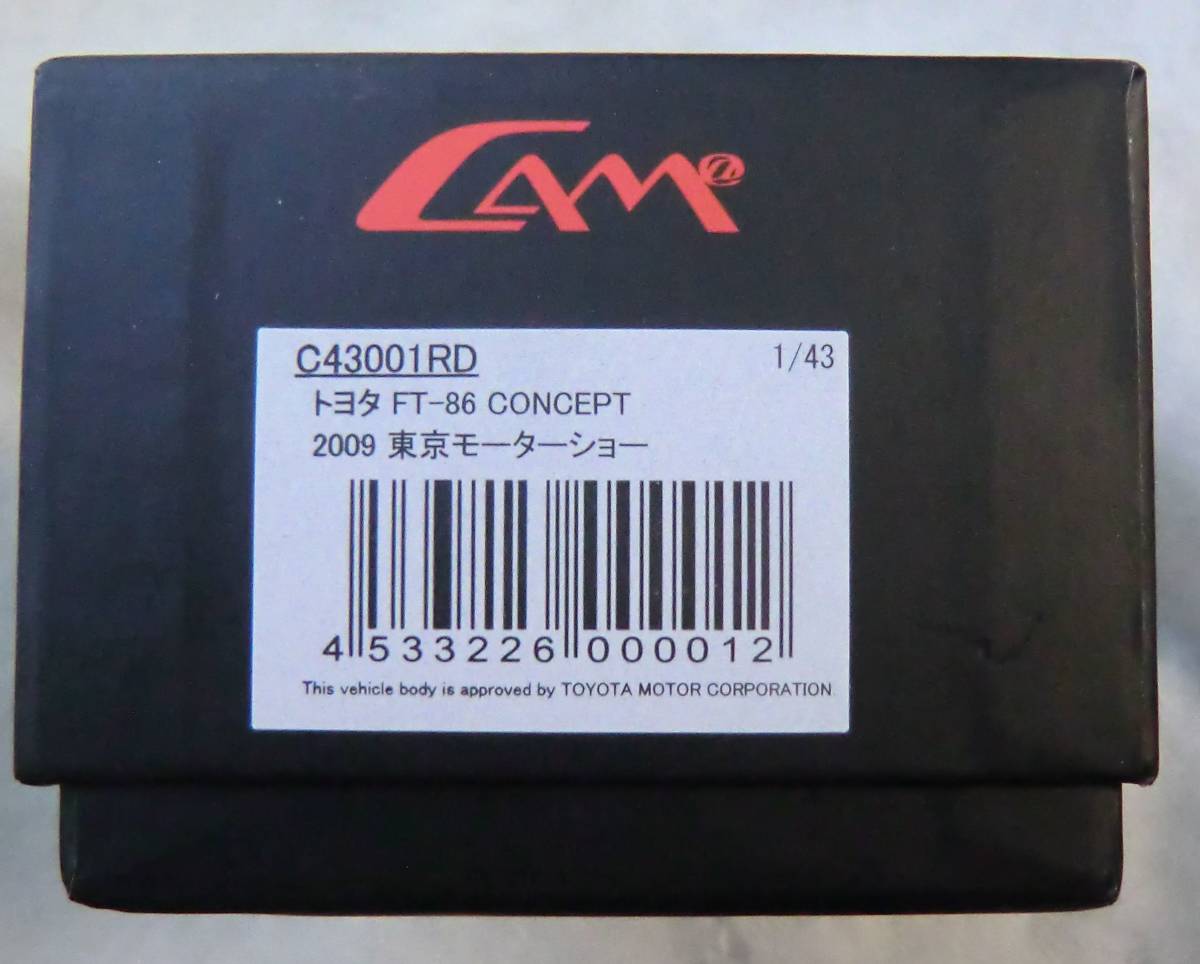 CAM@
C43001RD 1/43
トヨタ FT-86 CONCEPT
2009 東京モーターショー
4 533226 000012
This vehicle body is approved by TOYOTA MOTOR CORPORATION